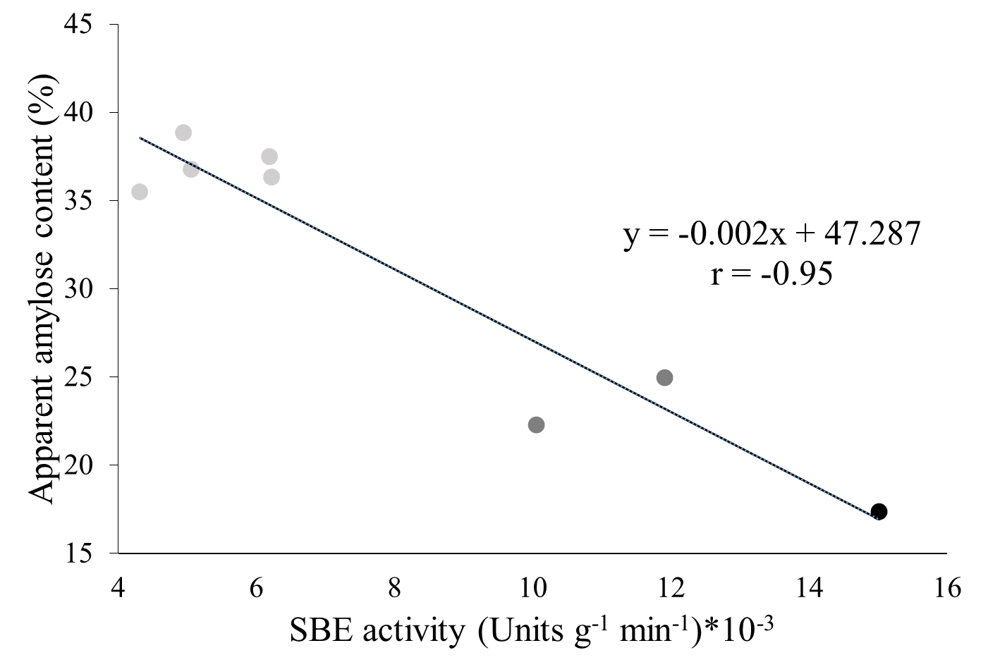 45
40
35
30
25
20
15
Apparent amylose content (%)
y = -0.002x + 47.287
r = -0.95
4 6 8 10 12 14 16
SBE activity (Units g⁻¹ min⁻¹)*10⁻³